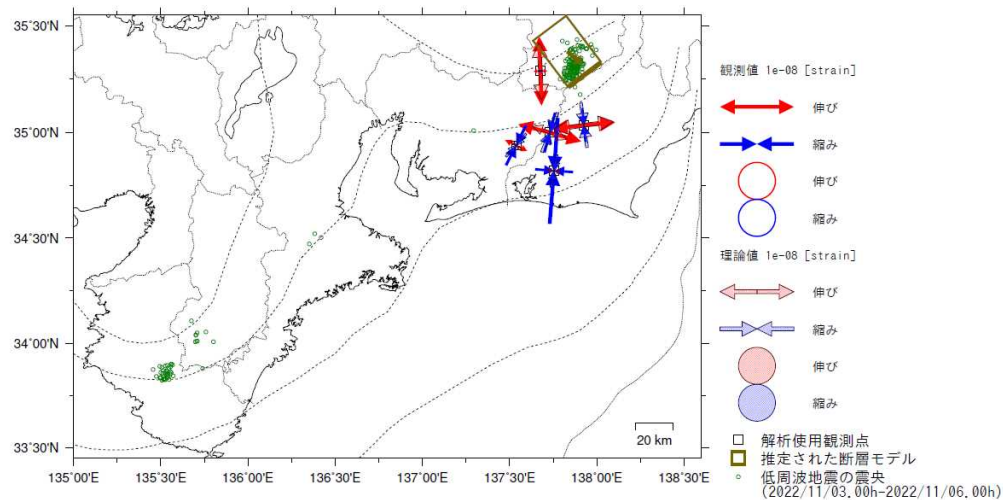 35°30'
35°00'
34°30'
34°00'
33°30'
135°00'
135°30'
136°00'
136°30'
137°00'
137°30'
138°00'
138°30'
20 km
観測値 1e-08 [strain]
伸び
縮み
伸び
縮み
理論値 1e-08 [strain]
伸び
縮み
伸び
縮み
解析使用観測点
推定された断層モデル
低周波地震の震央
(2022/11/03,00h-2022/11/06,00h)